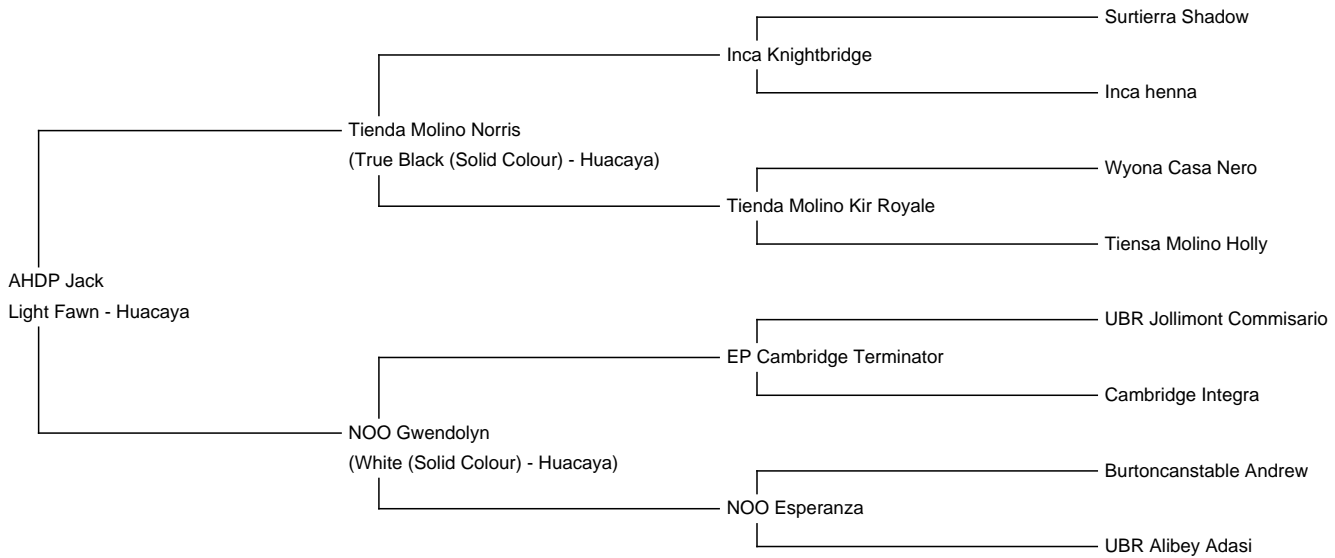 Surtierra Shadow
Inca Knightbridge
Inca henna
Tienda Molino Norris
(True Black (Solid Colour) - Huacaya)
Wyona Casa Nero
Tienda Molino Kir Royale
Tiensa Molino Holly
AHDP Jack
Light Fawn - Huacaya
UBR Jollimont Commisario
EP Cambridge Terminator
Cambridge Integra
NOO Gwendolyn
(White (Solid Colour) - Huacaya)
Burtoncanstable Andrew
NOO Esperanza
UBR Alibey Adasi